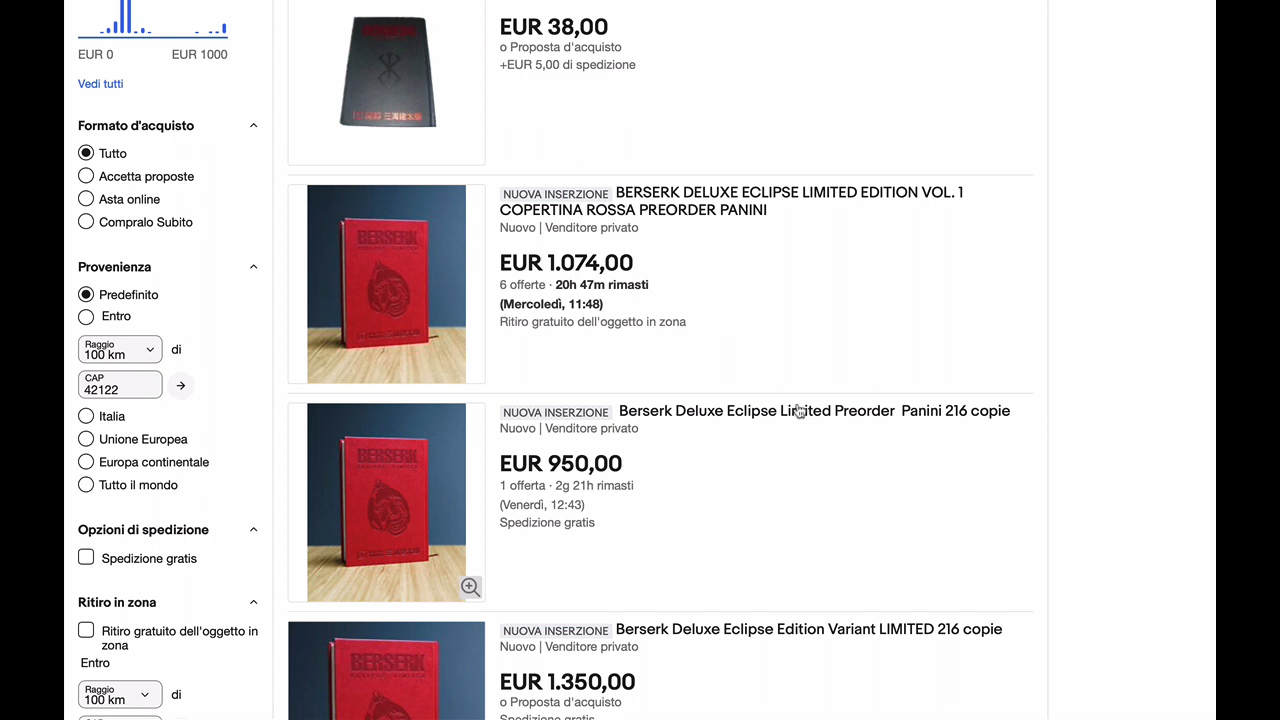 EUR 0 EUR 1000
Vedi tutti
Formato d'acquisto
Tutto
Accetta proposte
Asta online
Compralo Subito
Provenienza
Predefinito
Entro
Raggio
100 km
di
CAP
42122
Italia
Unione Europea
Europa continentale
Tutto il mondo
Opzioni di spedizione
Spedizione gratis
Ritiro in zona
Ritiro gratuito dell'oggetto in
zona
Entro
Raggio
100 km
di
EUR 38,00
o Proposta d'acquisto
+EUR 5,00 di spedizione
三浦建太郎
BERSERK
NUOVA INSERZIONE BERSERK DELUXE ECLIPSE LIMITED EDITION VOL. 1
COPERTINA ROSSA PREORDER PANINI
Nuovo | Venditore privato
EUR 1.074,00
6 offerte · 20h 47m rimasti
(Mercoledì, 11:48)
Ritiro gratuito dell'oggetto in zona
BERSERK
NUOVA INSERZIONE Berserk Deluxe Eclipse Limited Preorder Panini 216 copie
Nuovo | Venditore privato
EUR 950,00
1 offerta · 2g 21h rimasti
(Venerdì, 12:43)
Spedizione gratis
BERSERK
NUOVA INSERZIONE Berserk Deluxe Eclipse Edition Variant LIMITED 216 copie
Nuovo | Venditore privato
EUR 1.350,00
o Proposta d'acquisto
Spedizione gratis